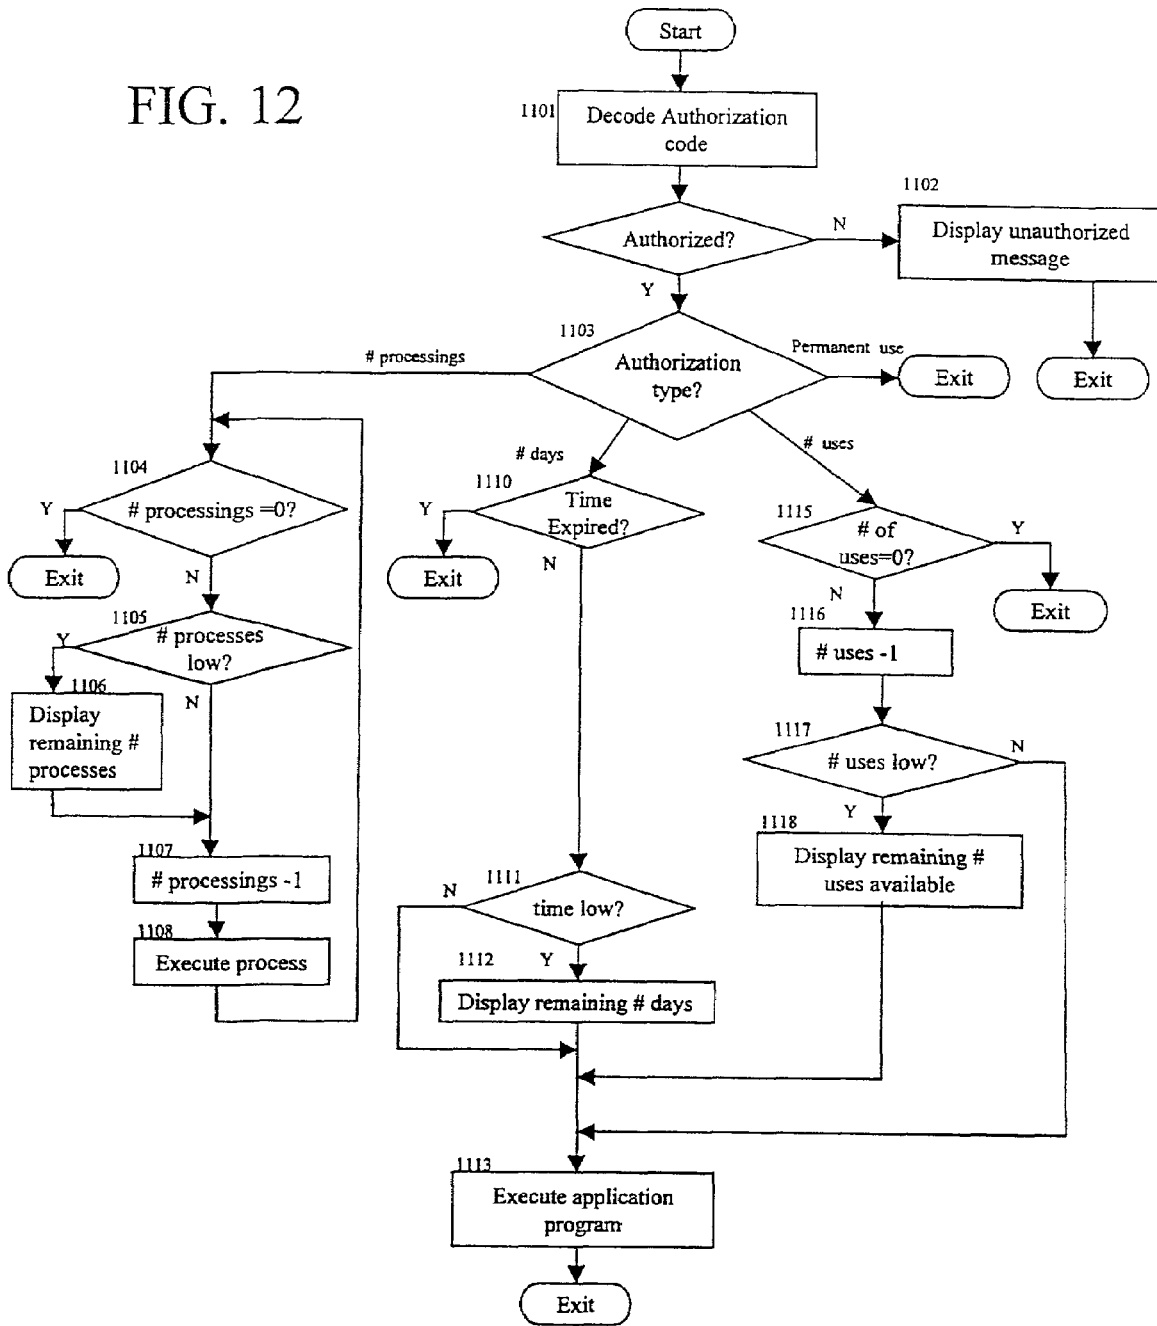 Start
FIG. 12
1101
Decode Authorization
code
1102
Authorized?
N
Display unauthorized
message
Y
1103
# processings
Authorization
type?
Permanent use
Exit
Exit
# days
# uses
1104
# processings =0?
Y
Exit
N
1110
Time
Expired?
Y
Exit
N
1115
# of
uses=0?
Y
Exit
N
1105
# processes
low?
Y
N
1106
Display
remaining #
processes
1116
# uses -1
1117
# uses low?
N
Y
1118
Display remaining #
uses available
1107
# processings -1
1108
Execute process
1111
time low?
N
Y
1112
Display remaining # days
1113
Execute application
program
Exit